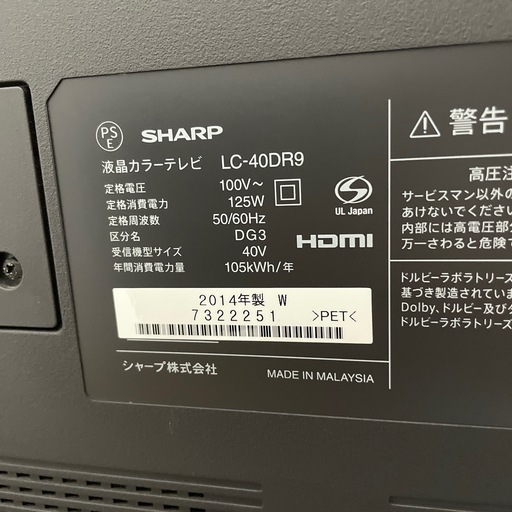 PS
E
SHARP
液晶カラーテレビ LC-40DR9
定格電圧 100V～
定格消費電力 125W
定格周波数 50/60Hz
区分名 DG3
受信機型サイズ 40V
年間消費電力量 105kWh/年
UL Japan
HDMI
2014年製 W
7322251 >PET<
シャープ株式会社
MADE IN MALAYSIA
警告
高圧注
サービスマン以外の
あけないでくださ
内部には高電圧部分
万一さわると危険で
ドルビーラボラトリーズ
基づき製造されてい
Dolby、ドルビー及びダ
ドルビーラボラトリーズ